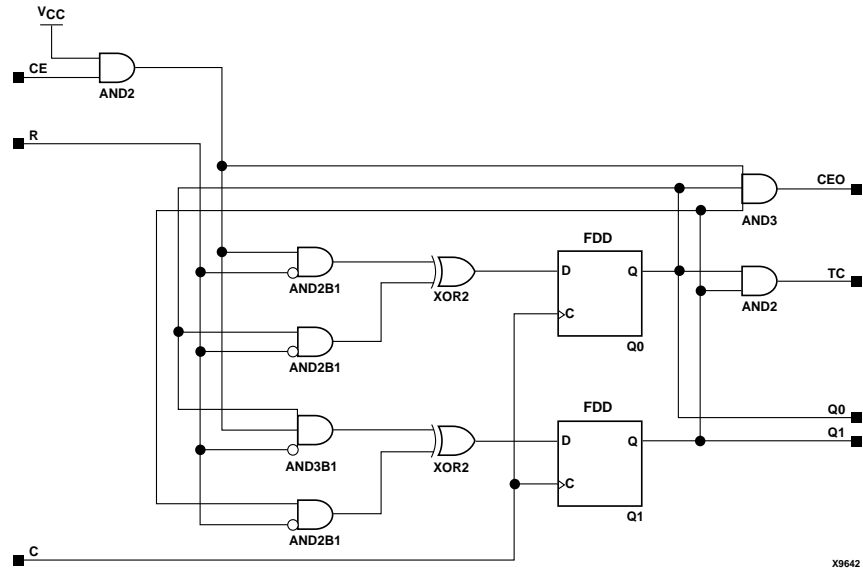 VCC
CE
AND2
R
CEO
AND3
FDD
D
Q
AND2B1
XOR2
TC
C
AND2
AND2B1
Q0
FDD
Q0
D
Q
Q1
AND3B1
XOR2
C
Q1
AND2B1
C
X9642